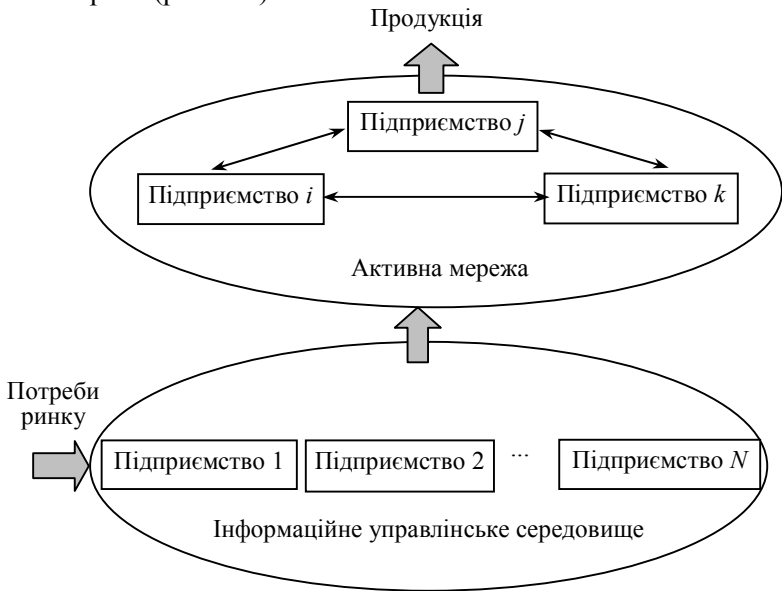 Продукція
Підприємство j
Підприємство i
Підприємство k
Активна мережа
Потреби
ринку
Підприємство 1
Підприємство 2
...
Підприємство N
Інформаційне управлінське середовище